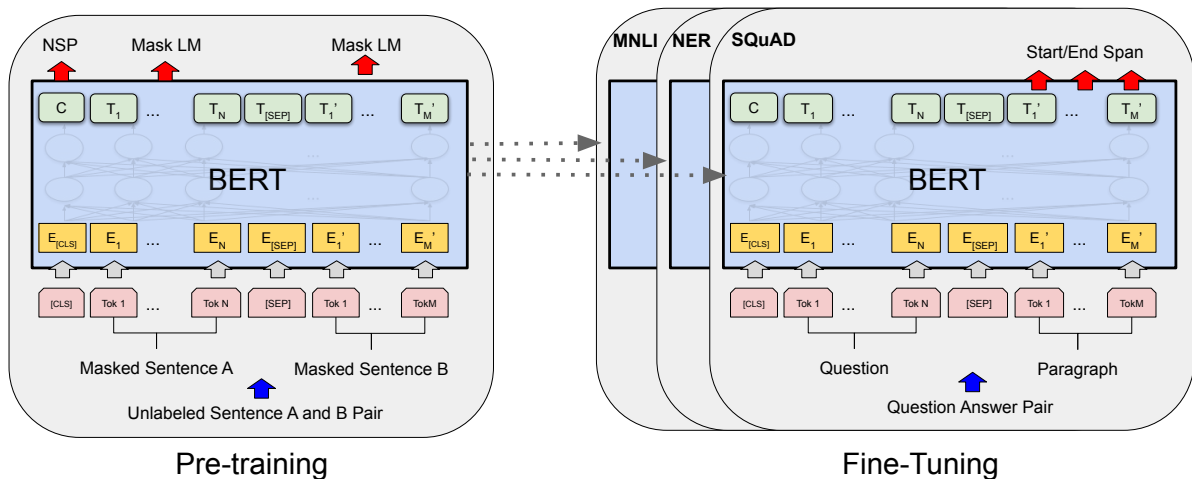 NSP Mask LM Mask LM
C T1 ... TN T[SEP] T1' ... TM'
...
BERT
...
E[CLS] E1 ... EN E[SEP] E1' ... EM'
[CLS] Tok 1 ... Tok N [SEP] Tok 1 ... TokM
Masked Sentence A Masked Sentence B
Unlabeled Sentence A and B Pair
Pre-training
MNLI NER SQuAD
Start/End Span
C T1 ... TN T[SEP] T1' ... TM'
...
BERT
...
E[CLS] E1 ... EN E[SEP] E1' ... EM'
[CLS] Tok 1 ... Tok N [SEP] Tok 1 ... TokM
Question Paragraph
Question Answer Pair
Fine-Tuning